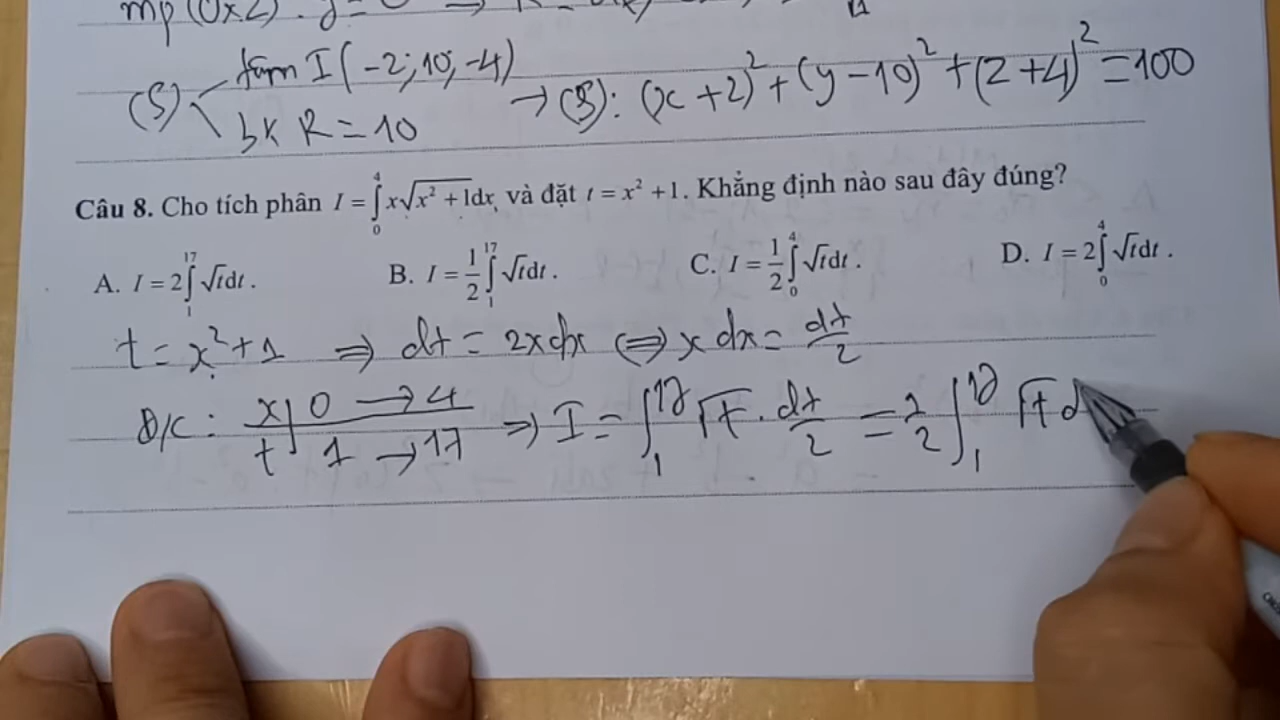 mp (Oxz): y = 0
(S) tâm I(-2; 10; -4)
bk R = 10
→ (S): (x + 2)² + (y – 10)² + (z + 4)² = 100
Câu 8. Cho tích phân I = ∫₀⁴ x√(x² + 1)dx, và đặt t = x² + 1. Khẳng định nào sau đây đúng?
A. I = 2∫₁¹⁷ √t dt. B. I = 1/2 ∫₁¹⁷ √t dt. C. I = 1/2 ∫₀⁴ √t dt. D. I = 2∫₀⁴ √t dt.
t = x² + 1 ⇒ dt = 2x dx ⇔ x dx = dt/2
Đ/c: x | 0 → 4
t | 1 → 17 ⇒ I = ∫₁¹⁷ √t . dt/2 = 1/2 ∫₁¹⁷ √t d